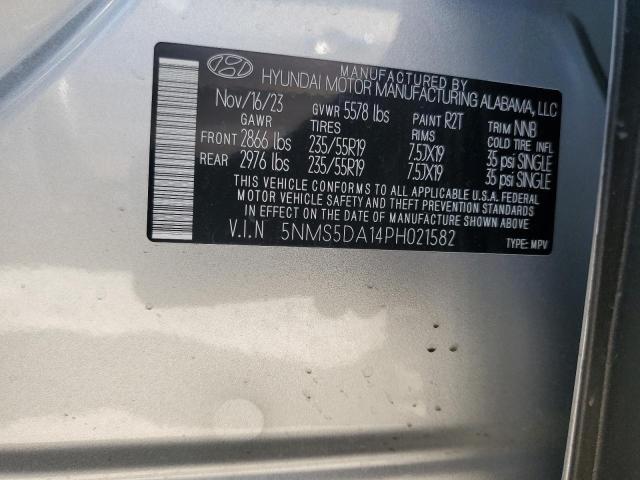 MANUFACTURED BY
HYUNDAI MOTOR MANUFACTURING ALABAMA, LLC
Nov/16/23 GVWR 5578 lbs PAINT R2T TRIM NNB
GAWR TIRES RIMS COLD TIRE INFL
FRONT 2866 lbs 235/55R19 7.5JX19 35 psi SINGLE
REAR 2976 lbs 235/55R19 7.5JX19 35 psi SINGLE
THIS VEHICLE CONFORMS TO ALL APPLICABLE U.S.A. FEDERAL
MOTOR VEHICLE SAFETY AND THEFT PREVENTION STANDARDS
IN EFFECT ON THE DATE OF MANUFACTURE SHOWN ABOVE.
V.I.N 5NMS5DA14PH021582 TYPE: MPV